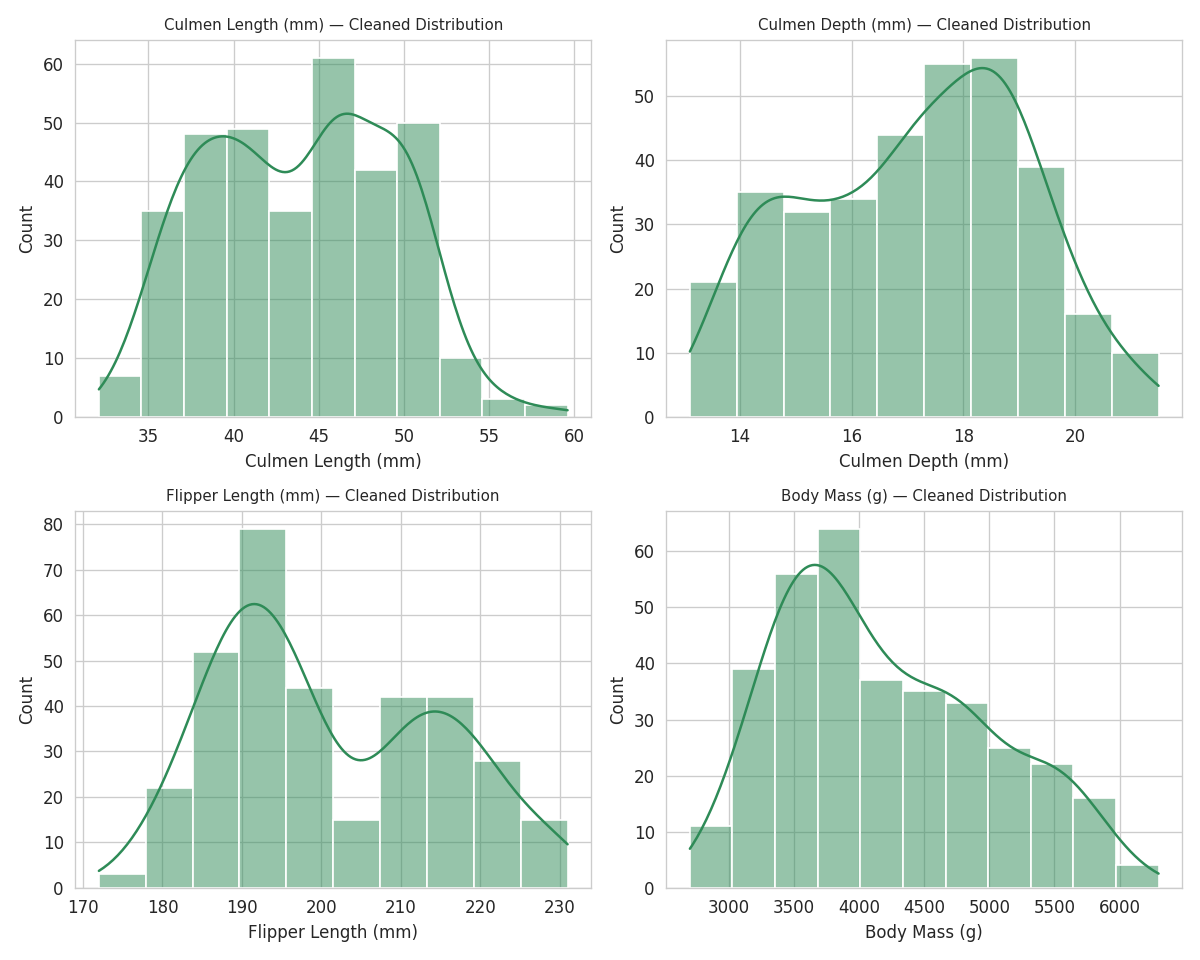 Culmen Length (mm) — Cleaned Distribution
60
50
40
30
20
10
0
Count
35 40 45 50 55 60
Culmen Length (mm)
Culmen Depth (mm) — Cleaned Distribution
50
40
30
20
10
0
Count
14 16 18 20
Culmen Depth (mm)
Flipper Length (mm) — Cleaned Distribution
80
70
60
50
40
30
20
10
0
Count
170 180 190 200 210 220 230
Flipper Length (mm)
Body Mass (g) — Cleaned Distribution
60
50
40
30
20
10
0
Count
3000 3500 4000 4500 5000 5500 6000
Body Mass (g)